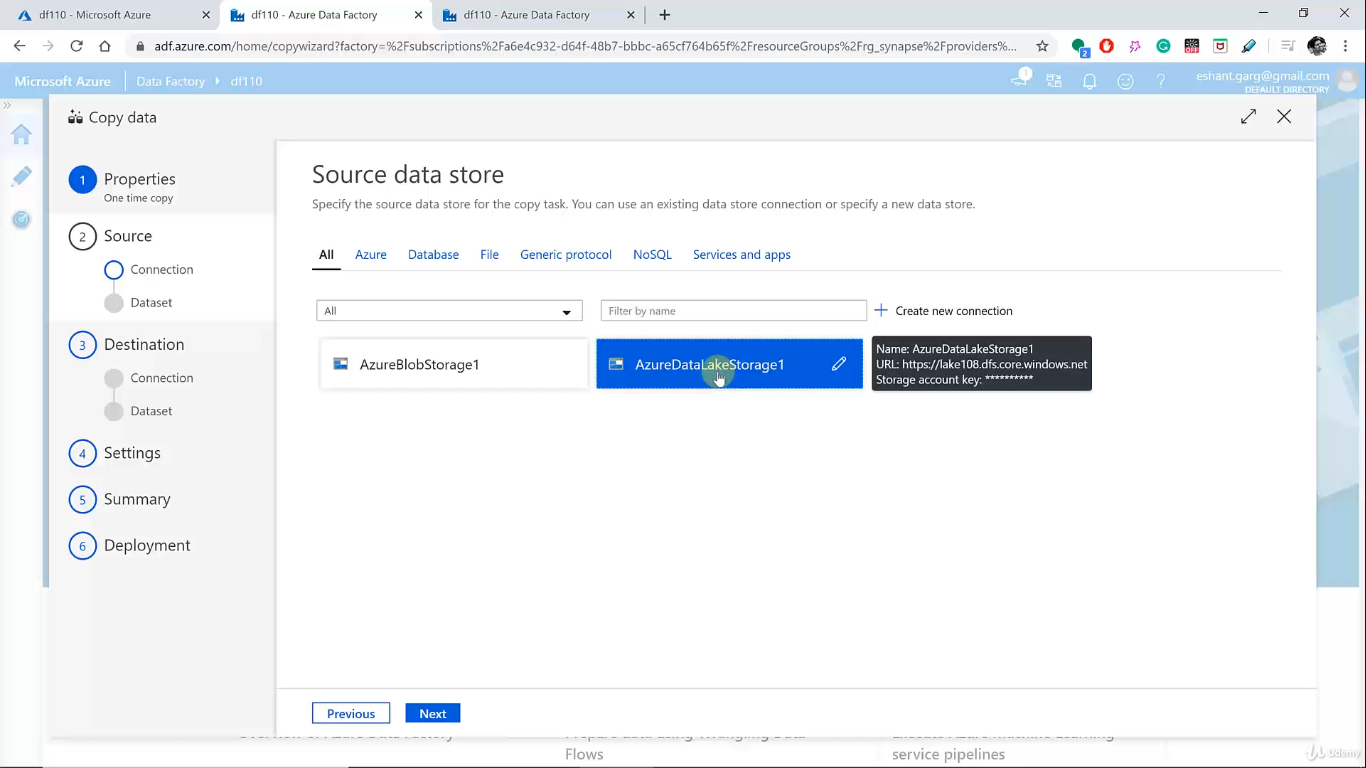 df110 - Microsoft Azure
df110 - Azure Data Factory
df110 - Azure Data Factory
adf.azure.com/home/copywizard?factory=%2Fsubscriptions%2Fa6e4c932-d64f-48b7-bbbc-a65cf764b65f%2FresourceGroups%2Frg_synapse%2Fproviders%...
2
OFF
Microsoft Azure
Data Factory
df110
1
eshant.garg@gmail.com
DEFAULT DIRECTORY
Copy data
1 Properties
One time copy
2 Source
Connection
Dataset
3 Destination
Connection
Dataset
4 Settings
5 Summary
6 Deployment
Source data store
Specify the source data store for the copy task. You can use an existing data store connection or specify a new data store.
All Azure Database File Generic protocol NoSQL Services and apps
All Filter by name + Create new connection
AzureBlobStorage1
AzureDataLakeStorage1
Name: AzureDataLakeStorage1
URL: https://lake108.dfs.core.windows.net
Storage account key: **********
Previous Next
Flows
service pipelines
Udemy